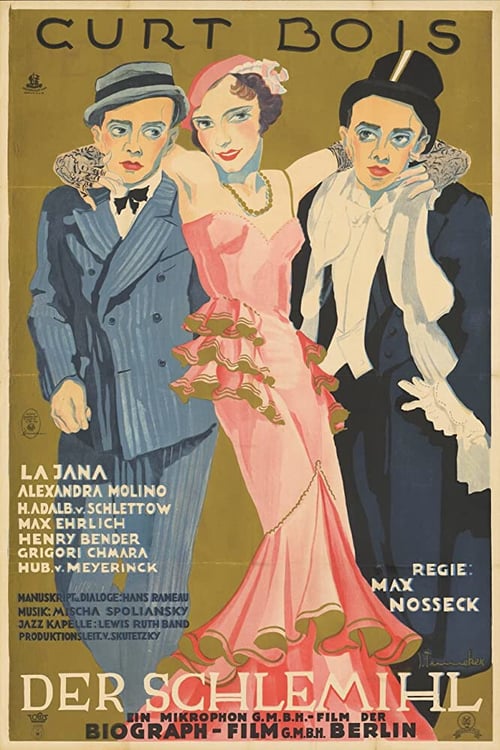 CURT BOIS
LA JANA
ALEXANDRA MOLINO
H.ADALB.v.SCHLETTOW
MAX EHRLICH
HENRY BENDER
GRIGORI CHMARA
HUB.v.MEYERINCK
MANUSKRIPT u.DIALOGE:HANS RAMEAU
MUSIK: MISCHA SPOLIANSKY
JAZZ KAPELLE: LEWIS RUTH BAND
PRODUKTIONSLEIT.V.SKUTETZKY
REGIE:
MAX
NOSSECK
DER SCHLEMIHL
EIN MIKROPHON G.M.B.H.-FILM DER
BIOGRAPH-FILM G.M.B.H. BERLIN